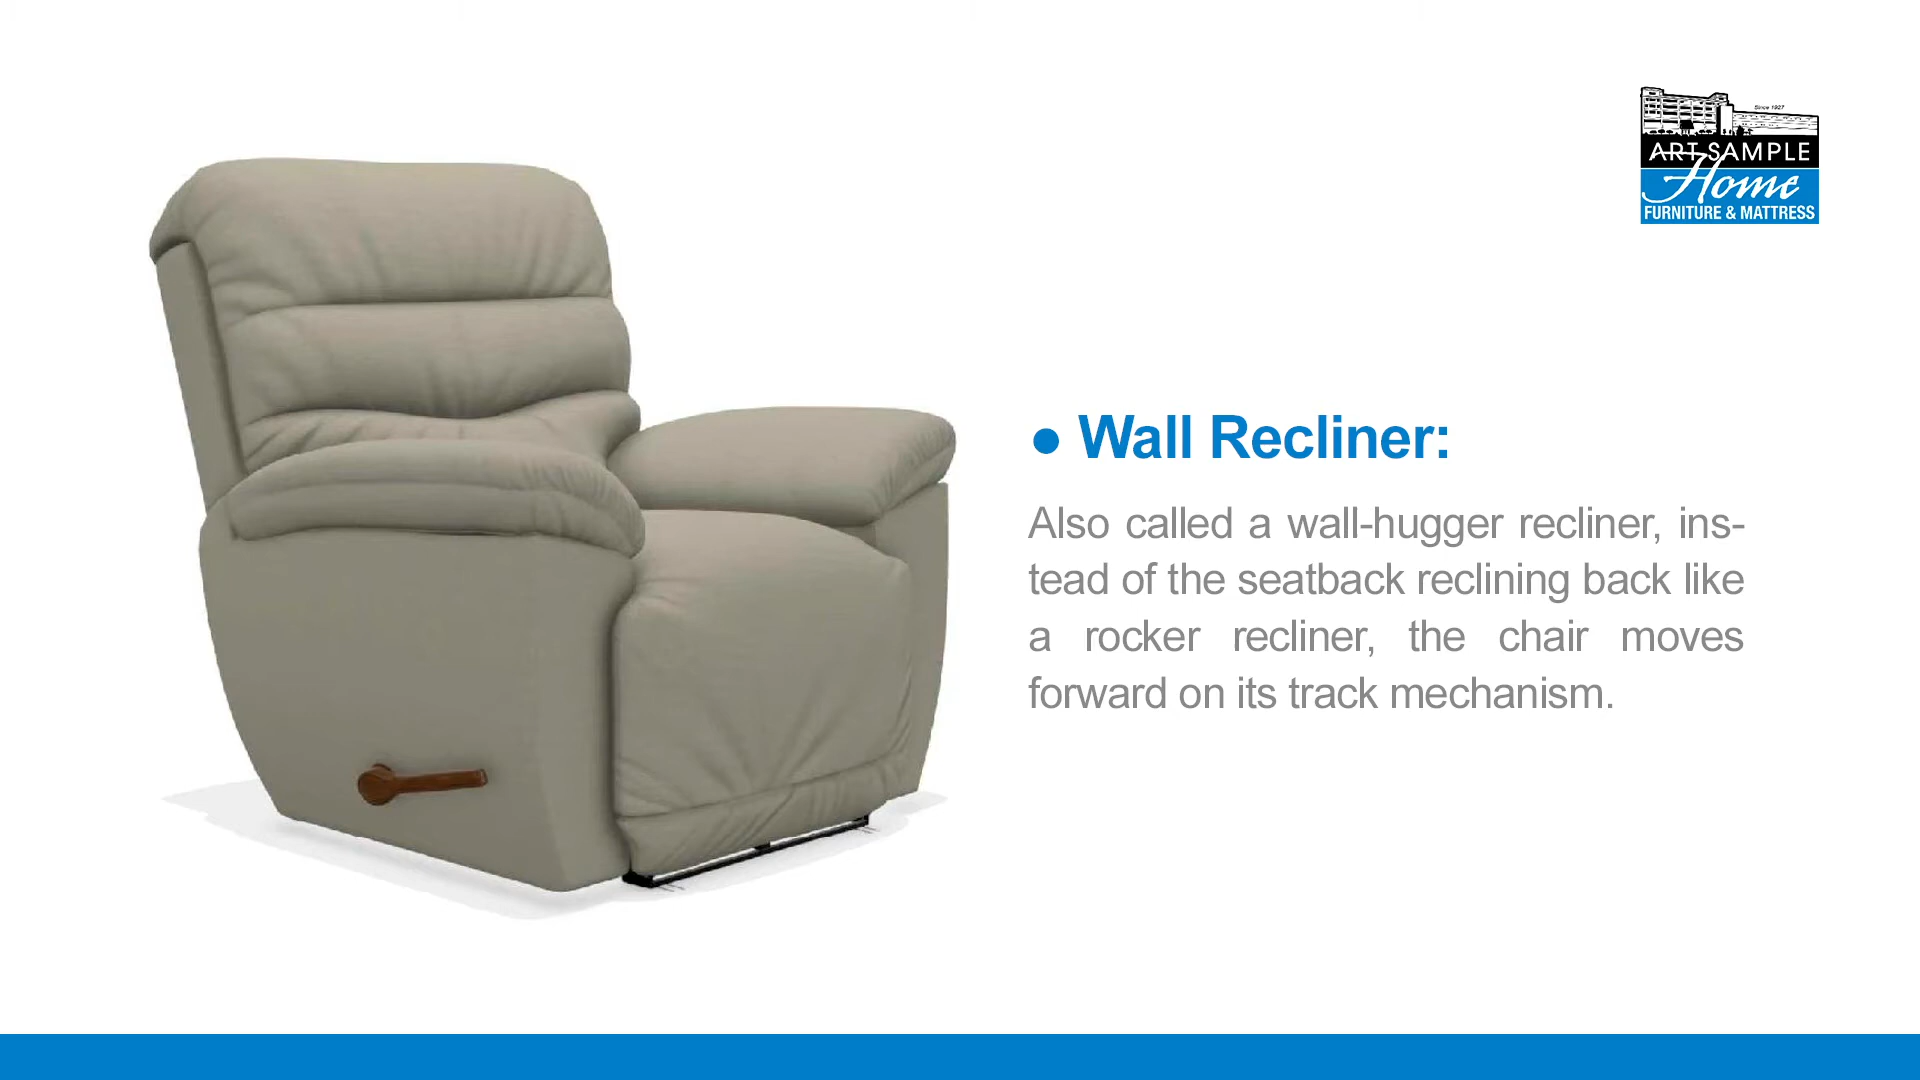 Since 1927
ART SAMPLE
Home
FURNITURE & MATTRESS
● Wall Recliner:
Also called a wall-hugger recliner, ins-
tead of the seatback reclining back like
a rocker recliner, the chair moves
forward on its track mechanism.